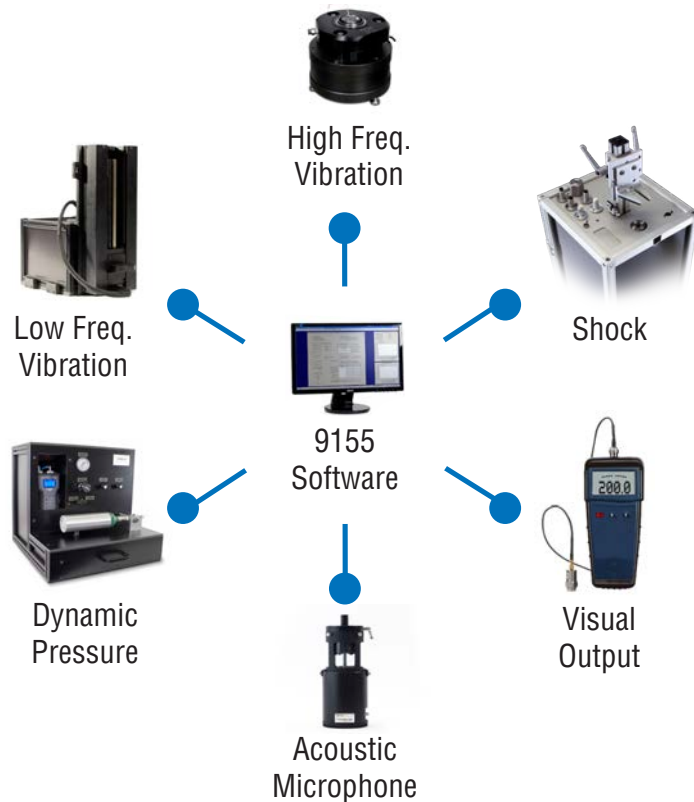 High Freq.
Vibration
Low Freq.
Vibration
Shock
9155
Software
200.0
Dynamic
Pressure
Visual
Output
Acoustic
Microphone